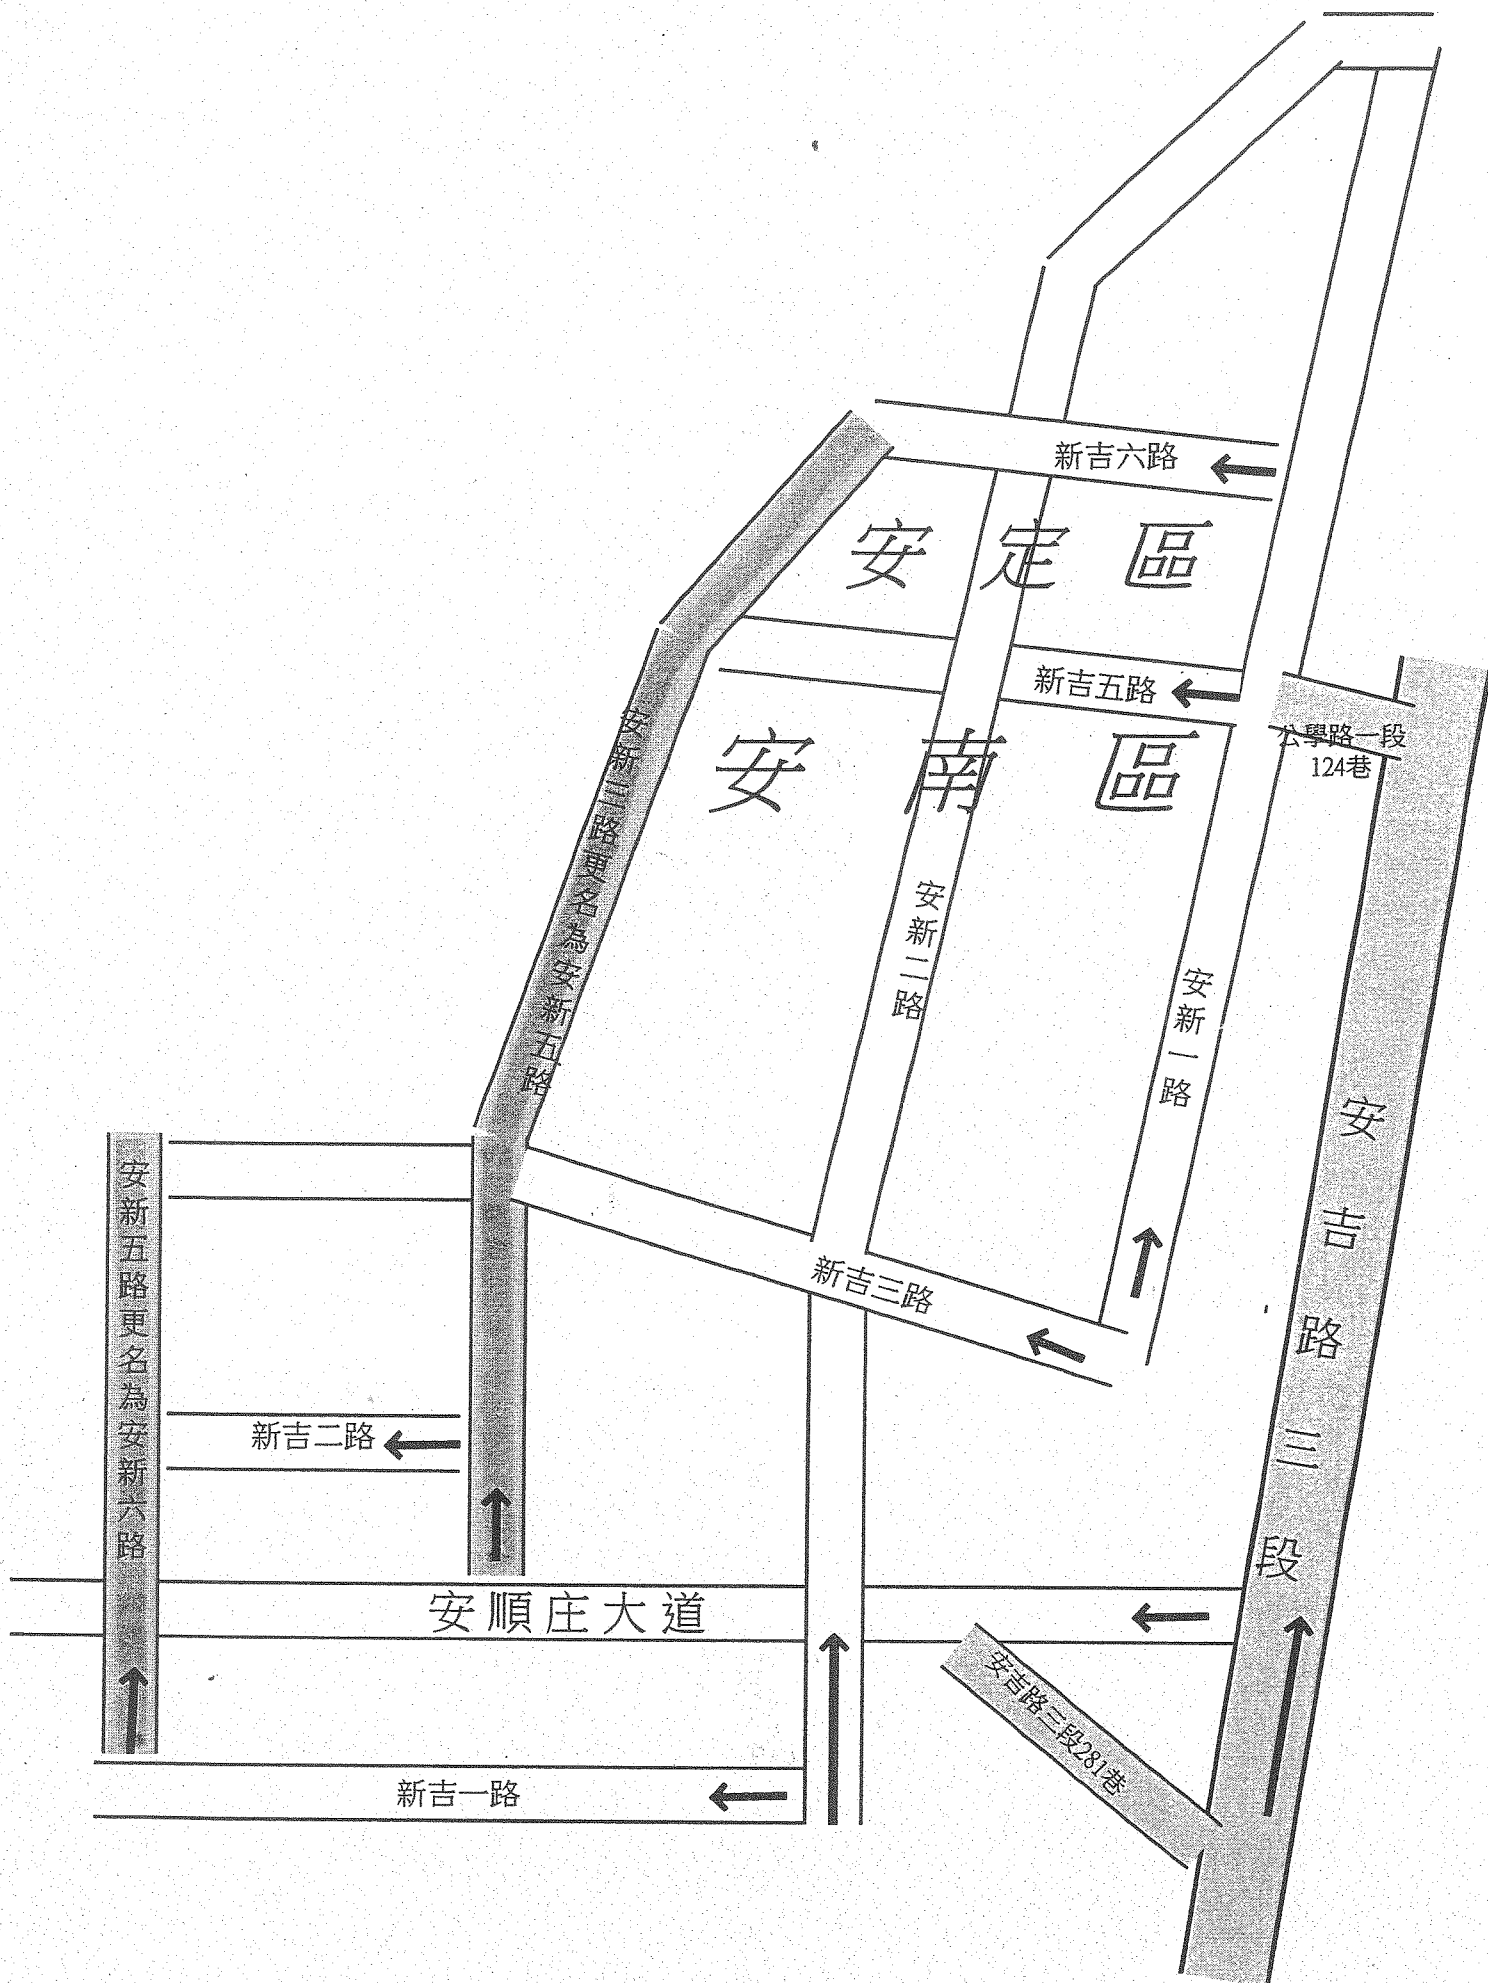 新吉六路
安定區
新吉五路
公學路一段
124巷
安南區
安新三路更名為安新五路
安新二路
安新一路
安吉路三段
安新五路更名為安新六路
新吉三路
新吉二路
安順庄大道
安吉路三段281巷
新吉一路